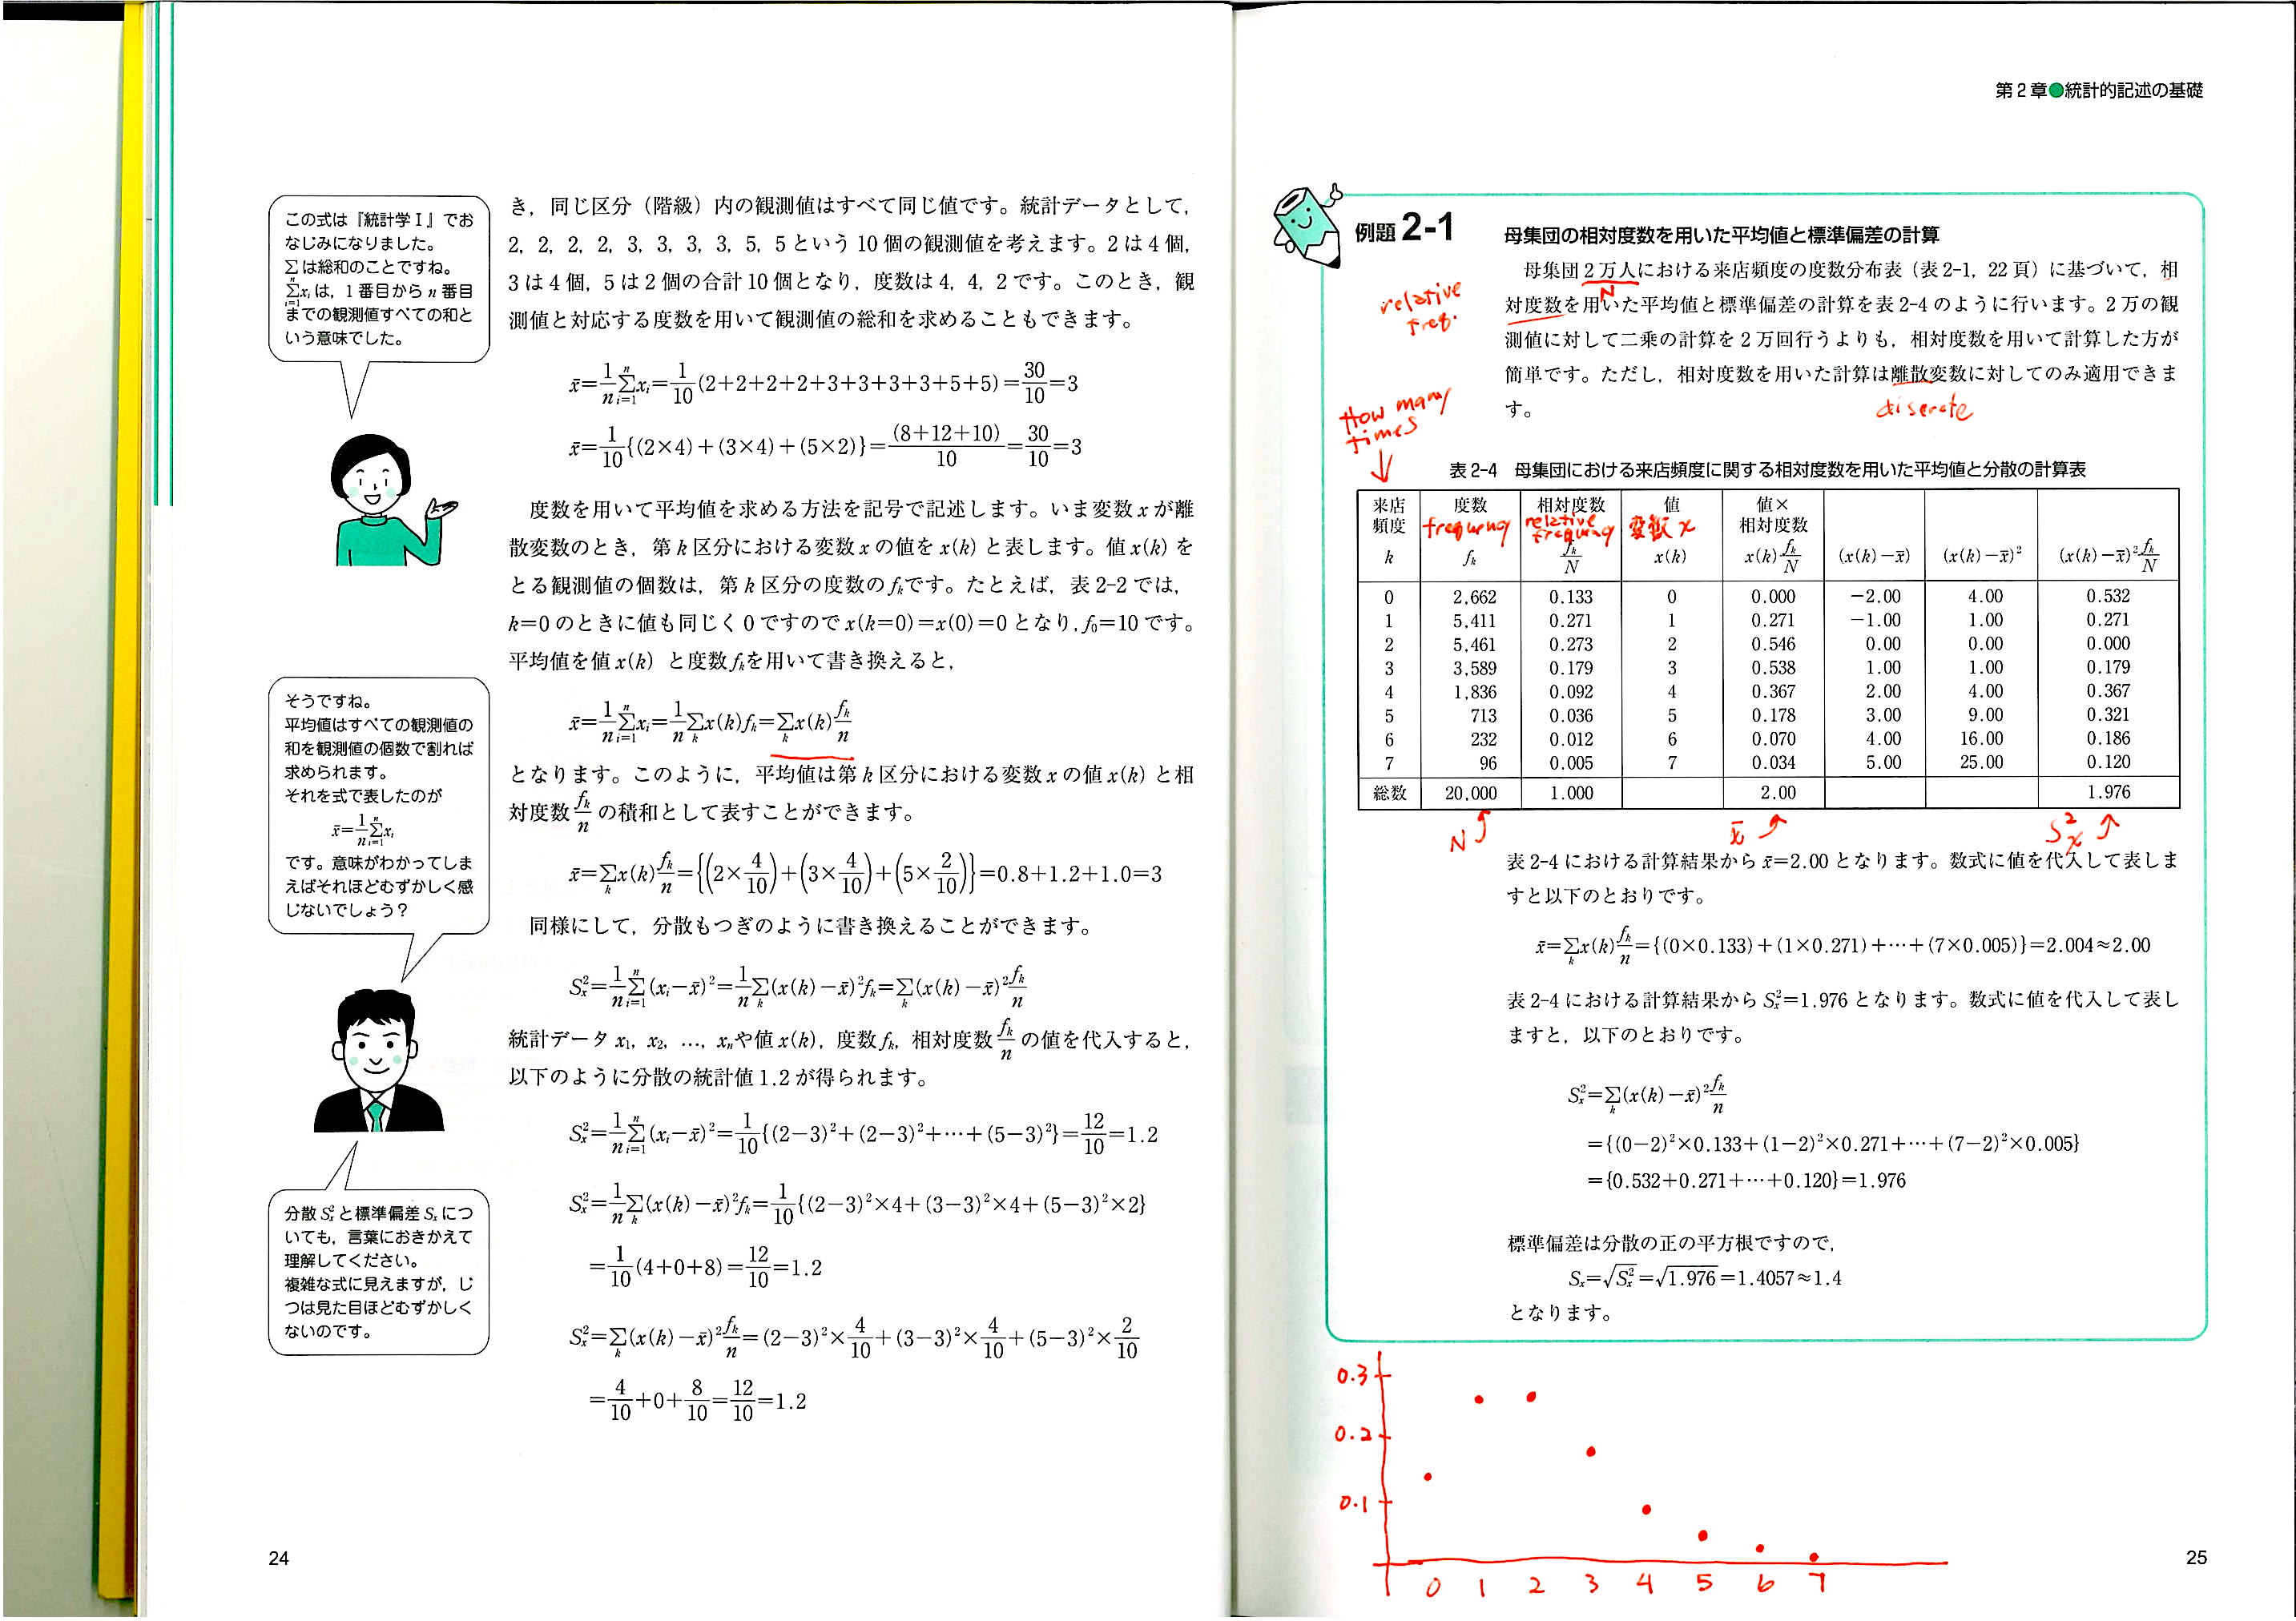 この式は『統計学Ⅰ』でお
なじみになりました。
Σは総和のことですね。
$\sum_{i=1}^{n} x_i$は，1番目からn番目
までの観測値すべての和と
いう意味でした。
そうですね。
平均値はすべての観測値の
和を観測値の個数で割れば
求められます。
それを式で表したのが
$\bar{x}=\frac{1}{n}\sum_{i=1}^{n} x_i$
です。意味がわかってしま
えばそれほどむずかしく感
じないでしょう？
分散$S_x^2$と標準偏差$S_x$につ
いても，言葉におきかえて
理解してください。
複雑な式に見えますが，じ
つは見た目ほどむずかしく
ないのです。
き，同じ区分（階級）内の観測値はすべて同じ値です。統計データとして，
2，2，2，2，3，3，3，3，5，5という10個の観測値を考えます。2は4個，
3は4個，5は2個の合計10個となり，度数は4，4，2です。このとき，観
測値と対応する度数を用いて観測値の総和を求めることもできます。
$\bar{x}=\frac{1}{n}\sum_{i=1}^{n} x_i=\frac{1}{10}(2+2+2+2+3+3+3+3+5+5)=\frac{30}{10}=3$
$\bar{x}=\frac{1}{10}\{(2×4)+(3×4)+(5×2)\}=\frac{(8+12+10)}{10}=\frac{30}{10}=3$
度数を用いて平均値を求める方法を記号で記述します。いま変数xが離
散変数のとき，第k区分における変数xの値をx(k)と表します。値x(k)を
とる観測値の個数は，第k区分の度数の$f_k$です。たとえば，表2-2では，
k=0のときに値も同じく0ですのでx(k=0)=x(0)=0となり，$f_0$=10です。
平均値を値x(k)と度数$f_k$を用いて書き換えると，
$\bar{x}=\frac{1}{n}\sum_{i=1}^{n} x_i=\frac{1}{n}\sum_{k} x(k)f_k=\sum_{k} x(k)\frac{f_k}{n}$
となります。このように，平均値は第k区分における変数xの値x(k)と相
対度数$\frac{f_k}{n}$の積和として表すことができます。
$\bar{x}=\sum_{k} x(k)\frac{f_k}{n}=\left\{\left(2×\frac{4}{10}\right)+\left(3×\frac{4}{10}\right)+\left(5×\frac{2}{10}\right)\right\}=0.8+1.2+1.0=3$
同様にして，分散もつぎのように書き換えることができます。
$S_x^2=\frac{1}{n}\sum_{i=1}^{n}(x_i-\bar{x})^2=\frac{1}{n}\sum_{k}(x(k)-\bar{x})^2f_k=\sum_{k}(x(k)-\bar{x})^2\frac{f_k}{n}$
統計データ$x_1$，$x_2$，…，$x_n$や値x(k)，度数$f_k$，相対度数$\frac{f_k}{n}$の値を代入すると，
以下のように分散の統計値1.2が得られます。
$S_x^2=\frac{1}{n}\sum_{i=1}^{n}(x_i-\bar{x})^2=\frac{1}{10}\{(2-3)^2+(2-3)^2+\cdots+(5-3)^2\}=\frac{12}{10}=1.2$
$S_x^2=\frac{1}{n}\sum_{k}(x(k)-\bar{x})^2f_k=\frac{1}{10}\{(2-3)^2×4+(3-3)^2×4+(5-3)^2×2\}$
$=\frac{1}{10}(4+0+8)=\frac{12}{10}=1.2$
$S_x^2=\sum_{k}(x(k)-\bar{x})^2\frac{f_k}{n}=(2-3)^2×\frac{4}{10}+(3-3)^2×\frac{4}{10}+(5-3)^2×\frac{2}{10}$
$=\frac{4}{10}+0+\frac{8}{10}=\frac{12}{10}=1.2$
24
第2章●統計的記述の基礎
例題2-1
母集団の相対度数を用いた平均値と標準偏差の計算
母集団2万人における来店頻度の度数分布表（表2-1，22頁）に基づいて，相
N
relative
freq.
対度数を用いた平均値と標準偏差の計算を表2-4のように行います。2万の観
測値に対して二乗の計算を2万回行うよりも，相対度数を用いて計算した方が
簡単です。ただし，相対度数を用いた計算は離散変数に対してのみ適用できま
す。
discrete
How many
times
↓
表2-4　母集団における来店頻度に関する相対度数を用いた平均値と分散の計算表
来店頻度 k　度数 frequency $f_k$　相対度数 relative frequency $\frac{f_k}{N}$　値 変数x x(k)　値×相対度数 $x(k)\frac{f_k}{N}$　$(x(k)-\bar{x})$　$(x(k)-\bar{x})^2$　$(x(k)-\bar{x})^2\frac{f_k}{N}$
0　2,662　0.133　0　0.000　−2.00　4.00　0.532
1　5,411　0.271　1　0.271　−1.00　1.00　0.271
2　5,461　0.273　2　0.546　0.00　0.00　0.000
3　3,589　0.179　3　0.538　1.00　1.00　0.179
4　1,836　0.092　4　0.367　2.00　4.00　0.367
5　713　0.036　5　0.178　3.00　9.00　0.321
6　232　0.012　6　0.070　4.00　16.00　0.186
7　96　0.005　7　0.034　5.00　25.00　0.120
総数　20,000　1.000　2.00　1.976
N　$\bar{x}$　$S_x^2$
表2-4における計算結果から$\bar{x}$=2.00となります。数式に値を代入して表しま
すと以下のとおりです。
$\bar{x}=\sum_{k} x(k)\frac{f_k}{n}=\{(0×0.133)+(1×0.271)+\cdots+(7×0.005)\}=2.004≈2.00$
表2-4における計算結果から$S_x^2$=1.976となります。数式に値を代入して表し
ますと，以下のとおりです。
$S_x^2=\sum_{k}(x(k)-\bar{x})^2\frac{f_k}{n}$
$=\{(0-2)^2×0.133+(1-2)^2×0.271+\cdots+(7-2)^2×0.005\}$
$=\{0.532+0.271+\cdots+0.120\}=1.976$
標準偏差は分散の正の平方根ですので，
$S_x=\sqrt{S_x^2}=\sqrt{1.976}=1.4057≈1.4$
となります。
0.3
0.2
0.1
0 1 2 3 4 5 6 7
25